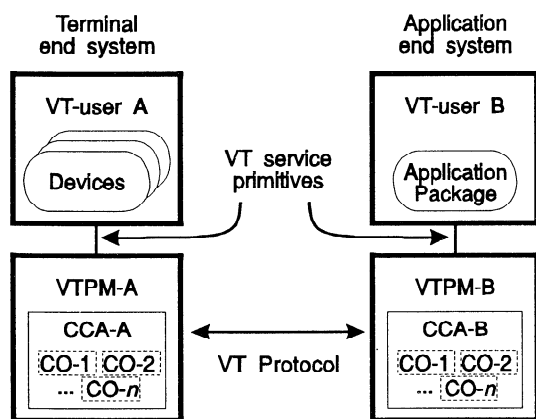 Terminal
end system
Application
end system
VT-user A
Devices
VT service
primitives
VT-user B
Application
Package
VTPM-A
CCA-A
CO-1 CO-2
... CO-n
VT Protocol
VTPM-B
CCA-B
CO-1 CO-2
... CO-n